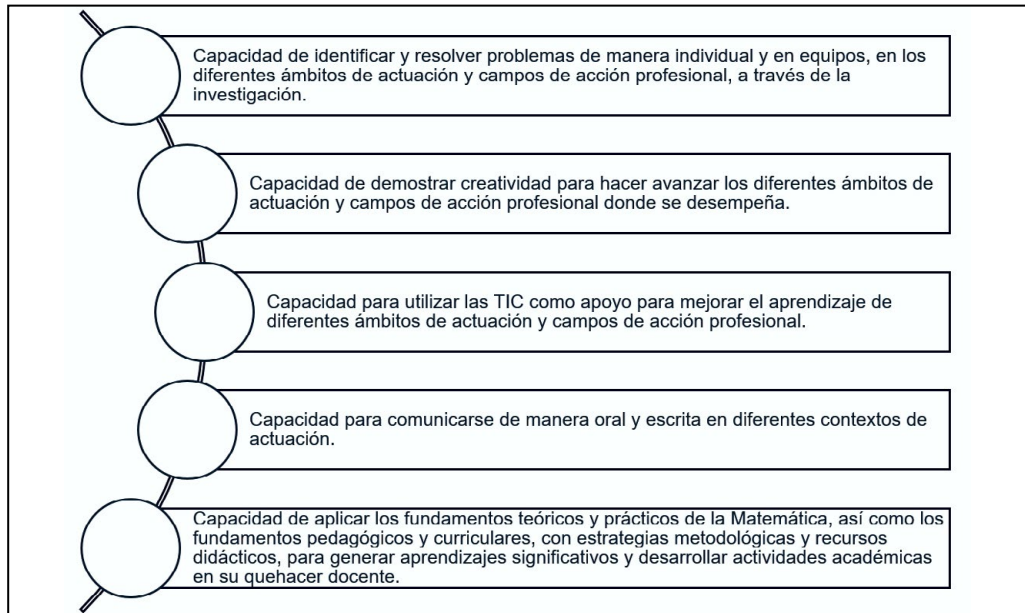 Capacidad de identificar y resolver problemas de manera individual y en equipos, en los
diferentes ámbitos de actuación y campos de acción profesional, a través de la
investigación.
Capacidad de demostrar creatividad para hacer avanzar los diferentes ámbitos de
actuación y campos de acción profesional donde se desempeña.
Capacidad para utilizar las TIC como apoyo para mejorar el aprendizaje de
diferentes ámbitos de actuación y campos de acción profesional.
Capacidad para comunicarse de manera oral y escrita en diferentes contextos de
actuación.
Capacidad de aplicar los fundamentos teóricos y prácticos de la Matemática, así como los
fundamentos pedagógicos y curriculares, con estrategias metodológicas y recursos
didácticos, para generar aprendizajes significativos y desarrollar actividades académicas
en su quehacer docente.